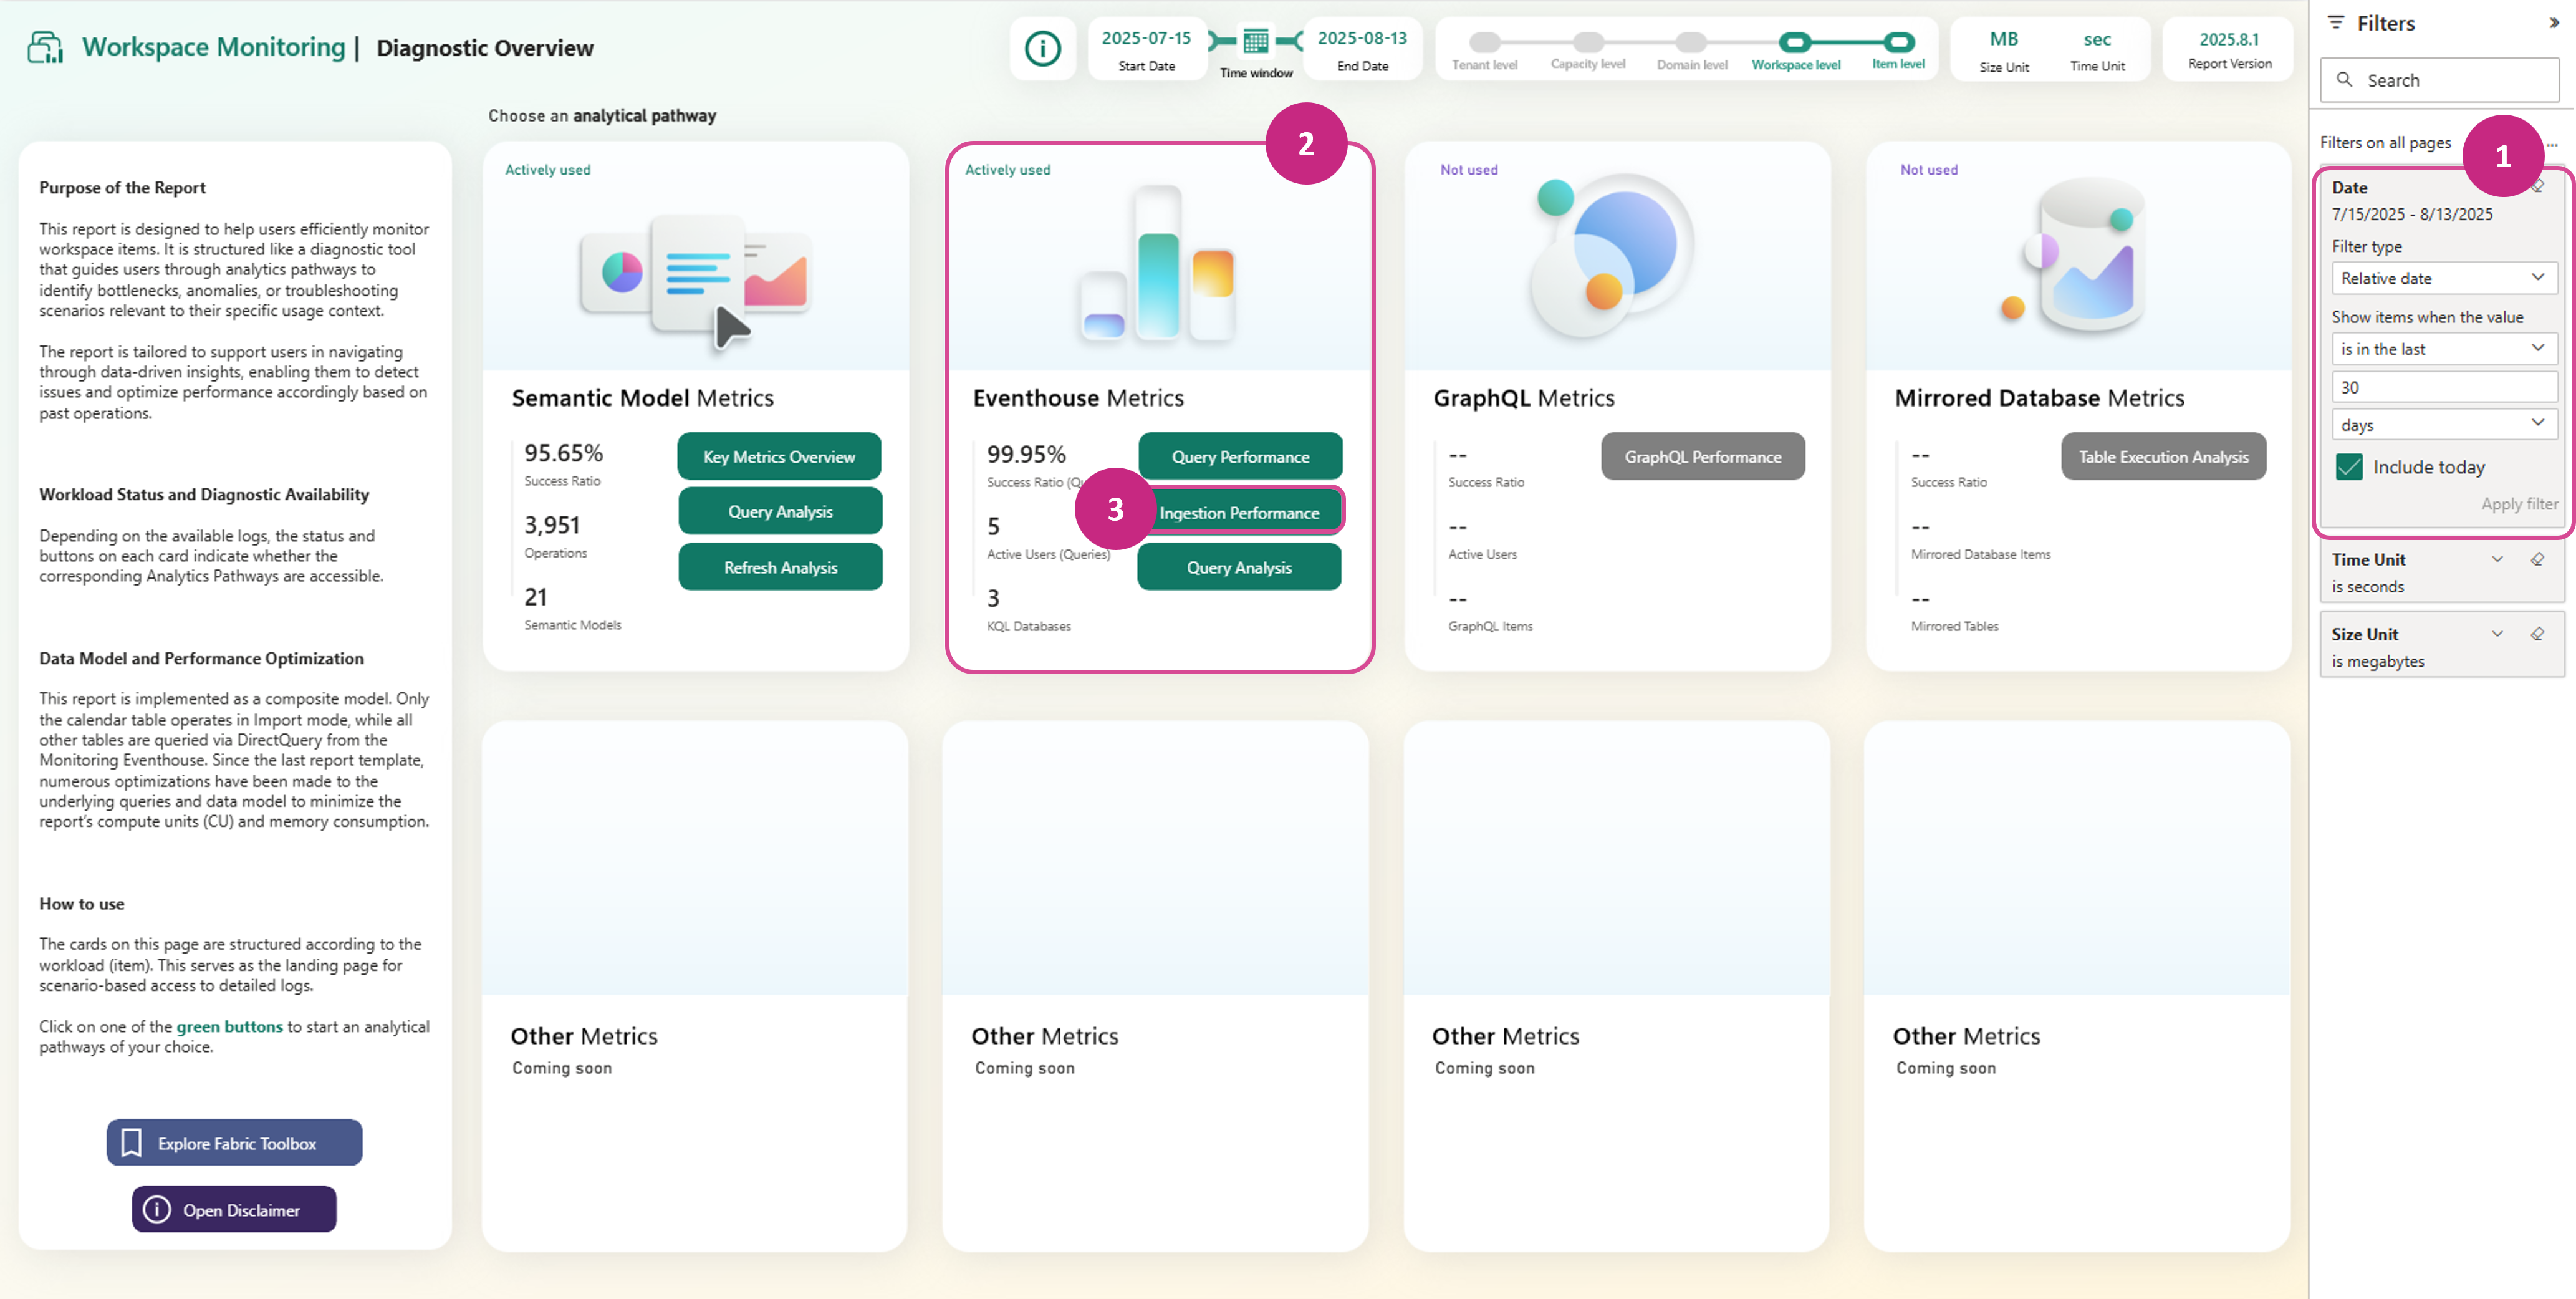 Workspace Monitoring | Diagnostic Overview
2025-07-15
Start Date
Time window
2025-08-13
End Date
Tenant level
Capacity level
Domain level
Workspace level
Item level
MB
Size Unit
sec
Time Unit
2025.8.1
Report Version
Choose an analytical pathway
Purpose of the Report
This report is designed to help users efficiently monitor
workspace items. It is structured like a diagnostic tool
that guides users through analytics pathways to
identify bottlenecks, anomalies, or troubleshooting
scenarios relevant to their specific usage context.
The report is tailored to support users in navigating
through data-driven insights, enabling them to detect
issues and optimize performance accordingly based on
past operations.
Workload Status and Diagnostic Availability
Depending on the available logs, the status and
buttons on each card indicate whether the
corresponding Analytics Pathways are accessible.
Data Model and Performance Optimization
This report is implemented as a composite model. Only
the calendar table operates in Import mode, while all
other tables are queried via DirectQuery from the
Monitoring Eventhouse. Since the last report template,
numerous optimizations have been made to the
underlying queries and data model to minimize the
report's compute units (CU) and memory consumption.
How to use
The cards on this page are structured according to the
workload (item). This serves as the landing page for
scenario-based access to detailed logs.
Click on one of the green buttons to start an analytical
pathways of your choice.
Explore Fabric Toolbox
Open Disclaimer
Actively used
Semantic Model Metrics
95.65%
Success Ratio
3,951
Operations
21
Semantic Models
Key Metrics Overview
Query Analysis
Refresh Analysis
2
Actively used
Eventhouse Metrics
99.95%
Success Ratio (Qu
5
Active Users (Queries)
3
KQL Databases
Query Performance
3
Ingestion Performance
Query Analysis
Not used
GraphQL Metrics
--
Success Ratio
--
Active Users
--
GraphQL Items
GraphQL Performance
Not used
Mirrored Database Metrics
--
Success Ratio
--
Mirrored Database Items
--
Mirrored Tables
Table Execution Analysis
Other Metrics
Coming soon
Other Metrics
Coming soon
Other Metrics
Coming soon
Other Metrics
Coming soon
Filters
Search
Filters on all pages
1
Date
7/15/2025 - 8/13/2025
Filter type
Relative date
Show items when the value
is in the last
30
days
Include today
Apply filter
Time Unit
is seconds
Size Unit
is megabytes